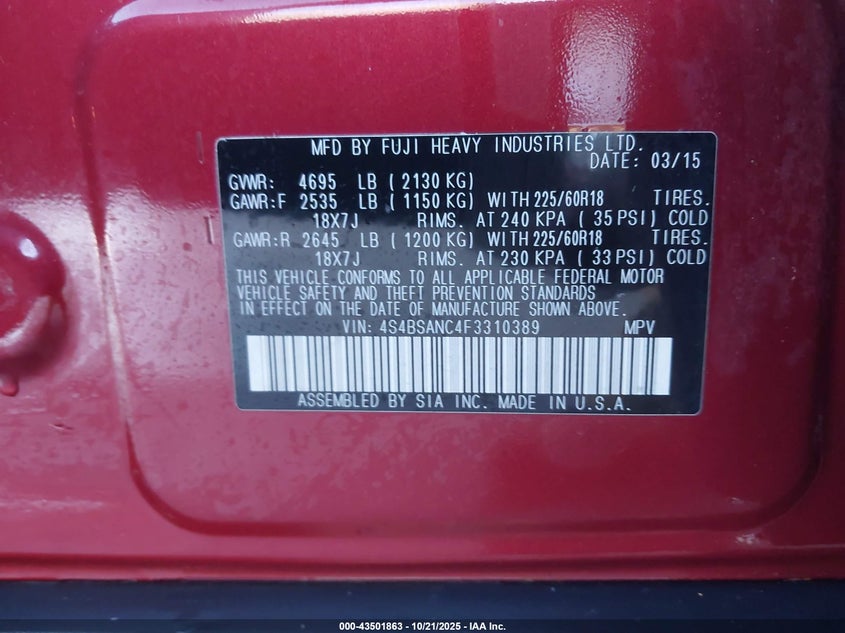 MFD BY FUJI HEAVY INDUSTRIES LTD.
DATE: 03/15
GVWR: 4695 LB ( 2130 KG)
GAWR:F 2535 LB ( 1150 KG) WITH 225/60R18 TIRES.
18X7J RIMS. AT 240 KPA ( 35 PSI) COLD
GAWR:R 2645 LB ( 1200 KG) WITH 225/60R18 TIRES.
18X7J RIMS. AT 230 KPA ( 33 PSI) COLD
THIS VEHICLE CONFORMS TO ALL APPLICABLE FEDERAL MOTOR
VEHICLE SAFETY AND THEFT PREVENTION STANDARDS
IN EFFECT ON THE DATE OF MANUFACTURE SHOWN ABOVE.
VIN: 4S4BSANC4F3310389 MPV
ASSEMBLED BY SIA INC. MADE IN U.S.A.
000-43501863 - 10/21/2025 - IAA Inc.